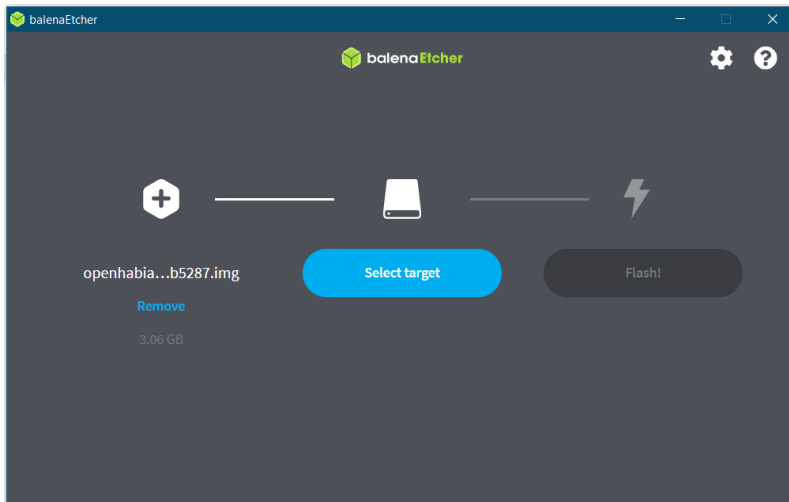 balenaEtcher
balenaEtcher
openhabia...b5287.img
Select target
Flash!
Remove
3.06 GB